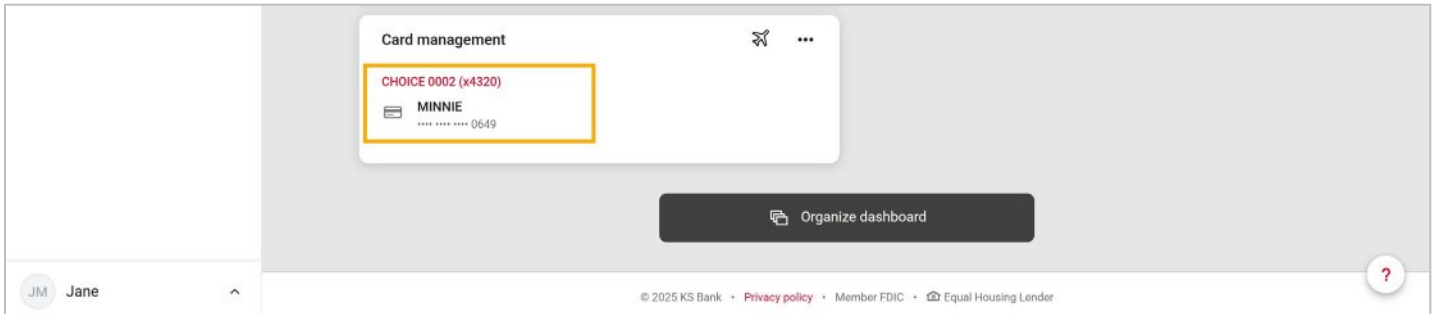 Card management
CHOICE 0002 (x4320)
MINNIE
•••• •••• •••• 0649
Organize dashboard
JM Jane
© 2025 KS Bank • Privacy policy • Member FDIC • Equal Housing Lender
?